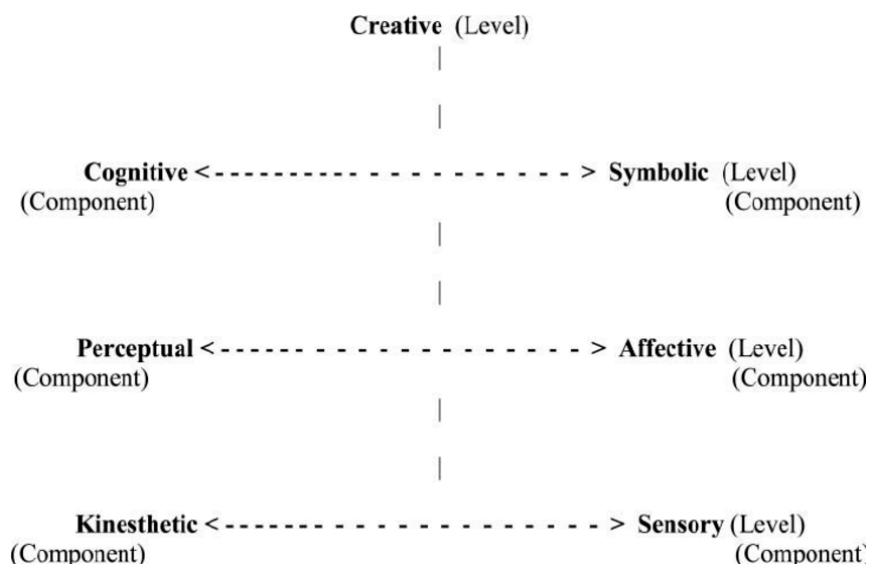 Creative (Level)
|
|
Cognitive <- - - - - - - - - - - - - - - - - - - - > Symbolic (Level)
(Component) (Component)
|
|
Perceptual <- - - - - - - - - - - - - - - - - - - - > Affective (Level)
(Component) (Component)
|
|
Kinesthetic <- - - - - - - - - - - - - - - - - - - - > Sensory (Level)
(Component) (Component)